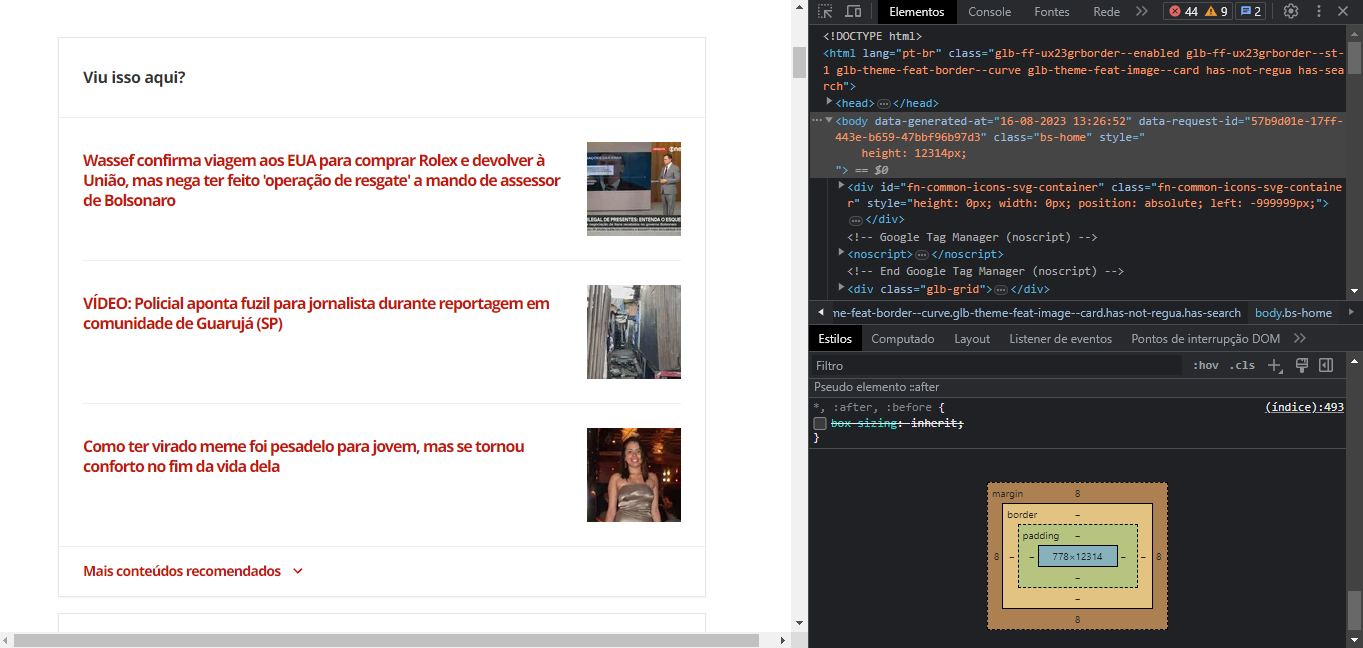 Viu isso aqui?
Wassef confirma viagem aos EUA para comprar Rolex e devolver à
União, mas nega ter feito 'operação de resgate' a mando de assessor
de Bolsonaro
VÍDEO: Policial aponta fuzil para jornalista durante reportagem em
comunidade de Guarujá (SP)
Como ter virado meme foi pesadelo para jovem, mas se tornou
conforto no fim da vida dela
Mais conteúdos recomendados
Elementos Console Fontes Rede 44 9 2
<!DOCTYPE html>
<html lang="pt-br" class="glb-ff-ux23grborder--enabled glb-ff-ux23grborder--st-
1 glb-theme-feat-border--curve glb-theme-feat-image--card has-not-regua has-sea
rch">
<head>…</head>
<body data-generated-at="16-08-2023 13:26:52" data-request-id="57b9d01e-17ff-
443e-b659-47bbf96b97d3" class="bs-home" style="
height: 12314px;
"> == $0
<div id="fn-common-icons-svg-container" class="fn-common-icons-svg-containe
r" style="height: 0px; width: 0px; position: absolute; left: -999999px;">
…</div>
<!-- Google Tag Manager (noscript) -->
<noscript>…</noscript>
<!-- End Google Tag Manager (noscript) -->
<div class="glb-grid">…</div>
me-feat-border--curve.glb-theme-feat-image--card.has-not-regua.has-search body.bs-home
Estilos Computado Layout Listener de eventos Pontos de interrupção DOM
Filtro :hov .cls
Pseudo elemento ::after
*, :after, :before { (índice):493
box-sizing: inherit;
}
margin 8
border –
padding –
8 – – 778×12314 – – 8
–
–
8